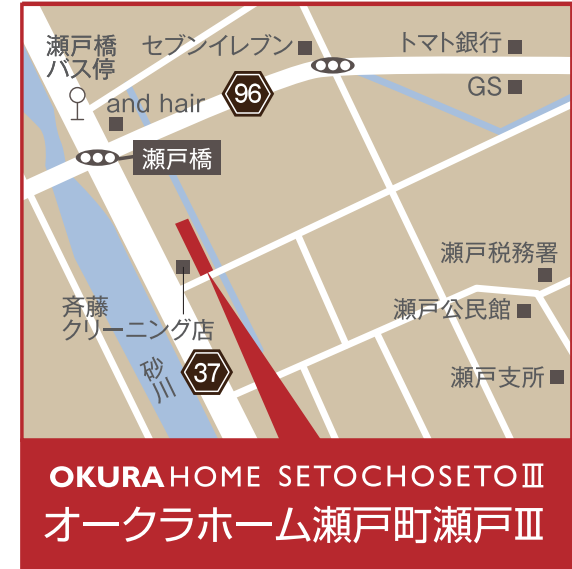 瀬戸橋
バス停
セブンイレブン
トマト銀行
GS
and hair
96
瀬戸橋
瀬戸税務署
瀬戸公民館
斉藤
クリーニング店
砂川
37
瀬戸支所
OKURA HOME SETOCHOSETOⅢ
オークラホーム瀬戸町瀬戸Ⅲ